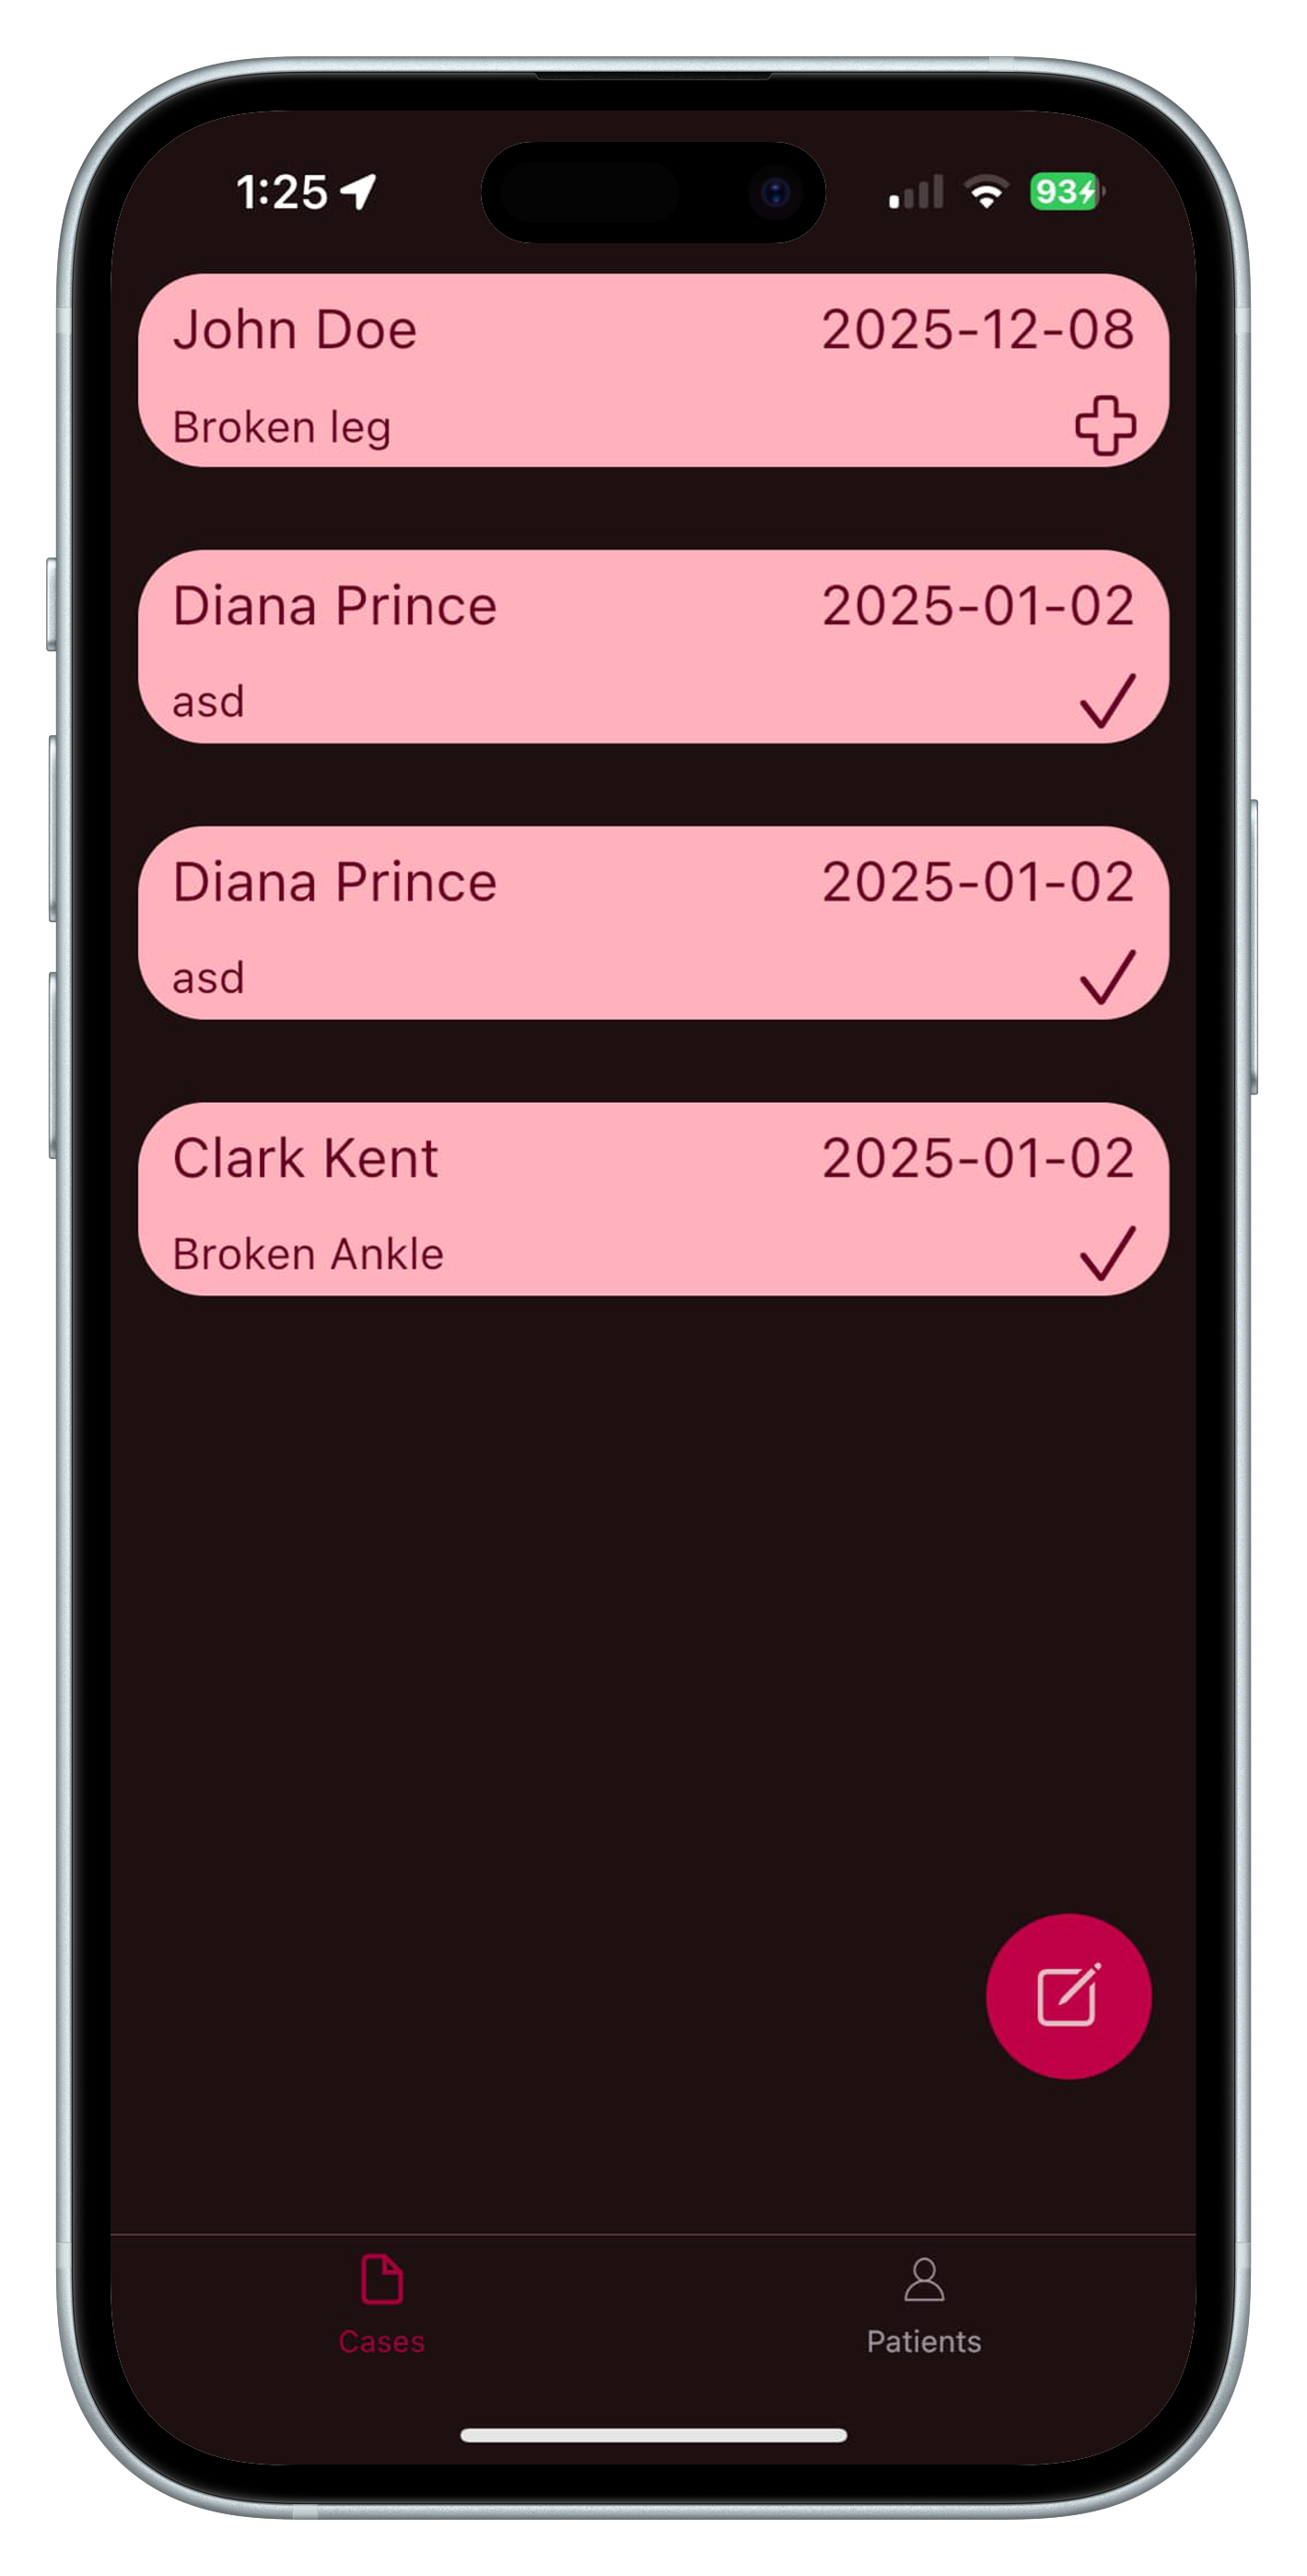 1:25
93
John Doe 2025-12-08
Broken leg
Diana Prince 2025-01-02
asd
Diana Prince 2025-01-02
asd
Clark Kent 2025-01-02
Broken Ankle
Cases Patients